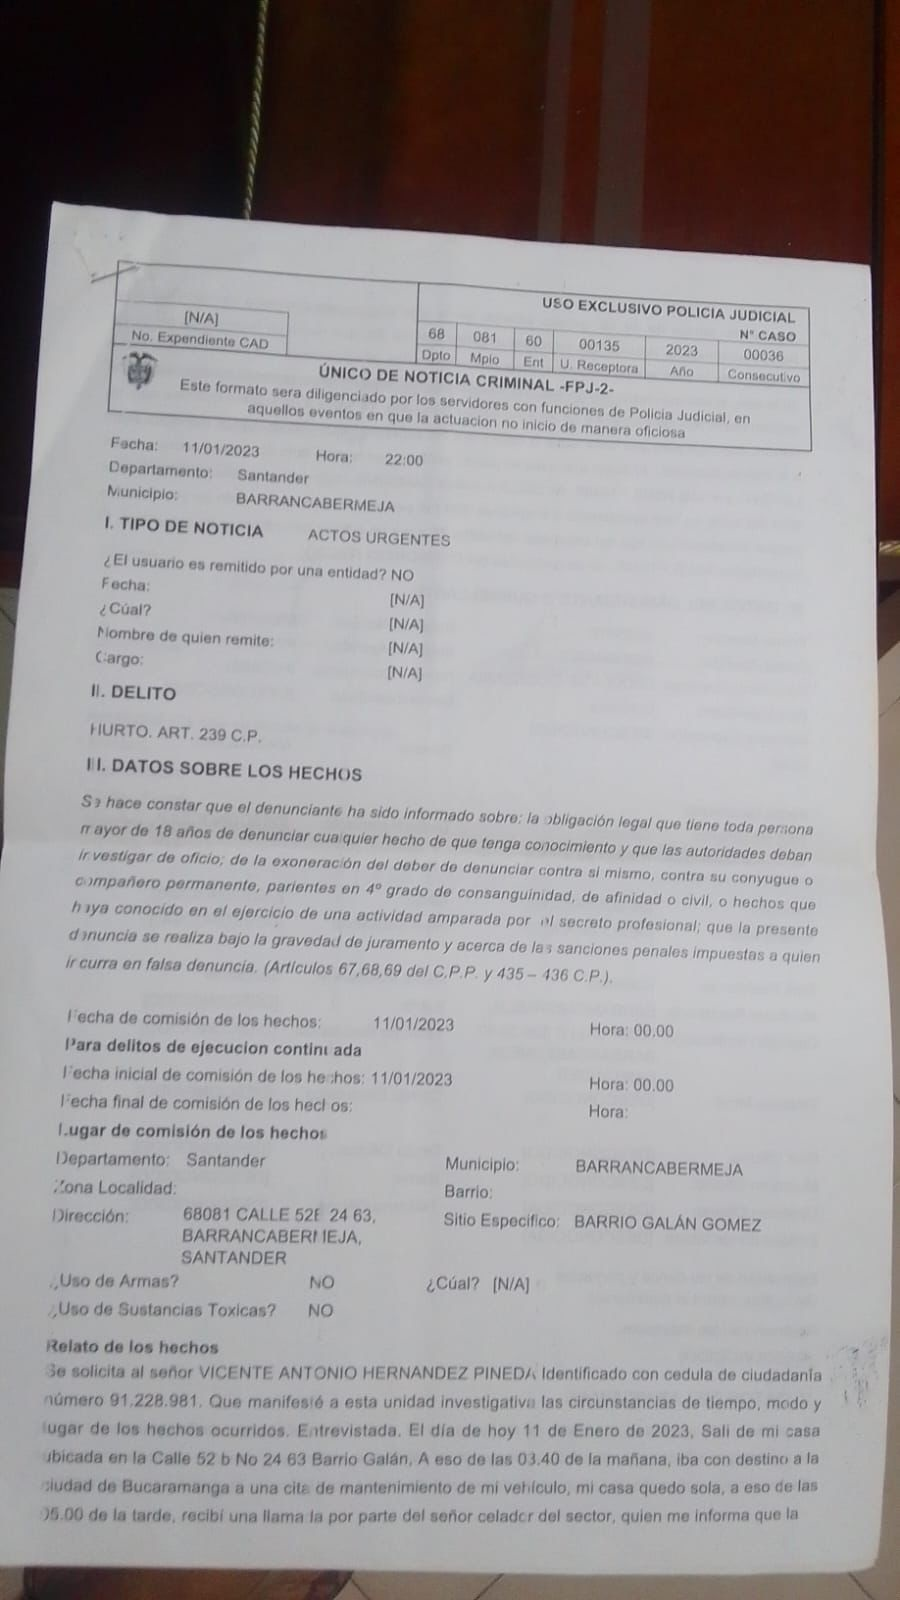 USO EXCLUSIVO POLICIA JUDICIAL
N° CASO
[N/A]
No. Expendiente CAD
68 081 60 00135 2023 00036
Dpto Mpio Ent U. Receptora Año Consecutivo
ÚNICO DE NOTICIA CRIMINAL -FPJ-2-
Este formato sera diligenciado por los servidores con funciones de Policia Judicial, en
aquellos eventos en que la actuacion no inicio de manera oficiosa
Fecha: 11/01/2023 Hora: 22:00
Departamento: Santander
Municipio: BARRANCABERMEJA
I. TIPO DE NOTICIA ACTOS URGENTES
¿El usuario es remitido por una entidad? NO
Fecha: [N/A]
¿Cúal? [N/A]
Nombre de quien remite: [N/A]
Cargo: [N/A]
II. DELITO
HURTO. ART. 239 C.P.
III. DATOS SOBRE LOS HECHOS
Se hace constar que el denunciante ha sido informado sobre: la obligación legal que tiene toda persona
mayor de 18 años de denunciar cualquier hecho de que tenga conocimiento y que las autoridades deban
investigar de oficio; de la exoneración del deber de denunciar contra si mismo, contra su conyugue o
compañero permanente, parientes en 4º grado de consanguinidad, de afinidad o civil, o hechos que
haya conocido en el ejercicio de una actividad amparada por el secreto profesional; que la presente
denuncia se realiza bajo la gravedad de juramento y acerca de las sanciones penales impuestas a quien
incurra en falsa denuncia. (Artículos 67,68,69 del C.P.P. y 435 – 436 C.P.).
Fecha de comisión de los hechos: 11/01/2023 Hora: 00.00
Para delitos de ejecucion continuada
Fecha inicial de comisión de los hechos: 11/01/2023 Hora: 00.00
Fecha final de comisión de los hechos: Hora:
Lugar de comisión de los hechos
Departamento: Santander Municipio: BARRANCABERMEJA
Zona Localidad: Barrio:
Dirección: 68081 CALLE 52B 24 63, Sitio Especifico: BARRIO GALÁN GOMEZ
BARRANCABERMEJA,
SANTANDER
¿Uso de Armas? NO ¿Cúal? [N/A]
¿Uso de Sustancias Toxicas? NO
Relato de los hechos
Se solicita al señor VICENTE ANTONIO HERNANDEZ PINEDA Identificado con cedula de ciudadanía
número 91.228.981. Que manifesté a esta unidad investigativa las circunstancias de tiempo, modo y
lugar de los hechos ocurridos. Entrevistada. El día de hoy 11 de Enero de 2023, Sali de mi casa
ubicada en la Calle 52 b No 24 63 Barrio Galán, A eso de las 03.40 de la mañana, iba con destino a la
ciudad de Bucaramanga a una cita de mantenimiento de mi vehículo, mi casa quedo sola, a eso de las
05.00 de la tarde, recibí una llamada por parte del señor celador del sector, quien me informa que la